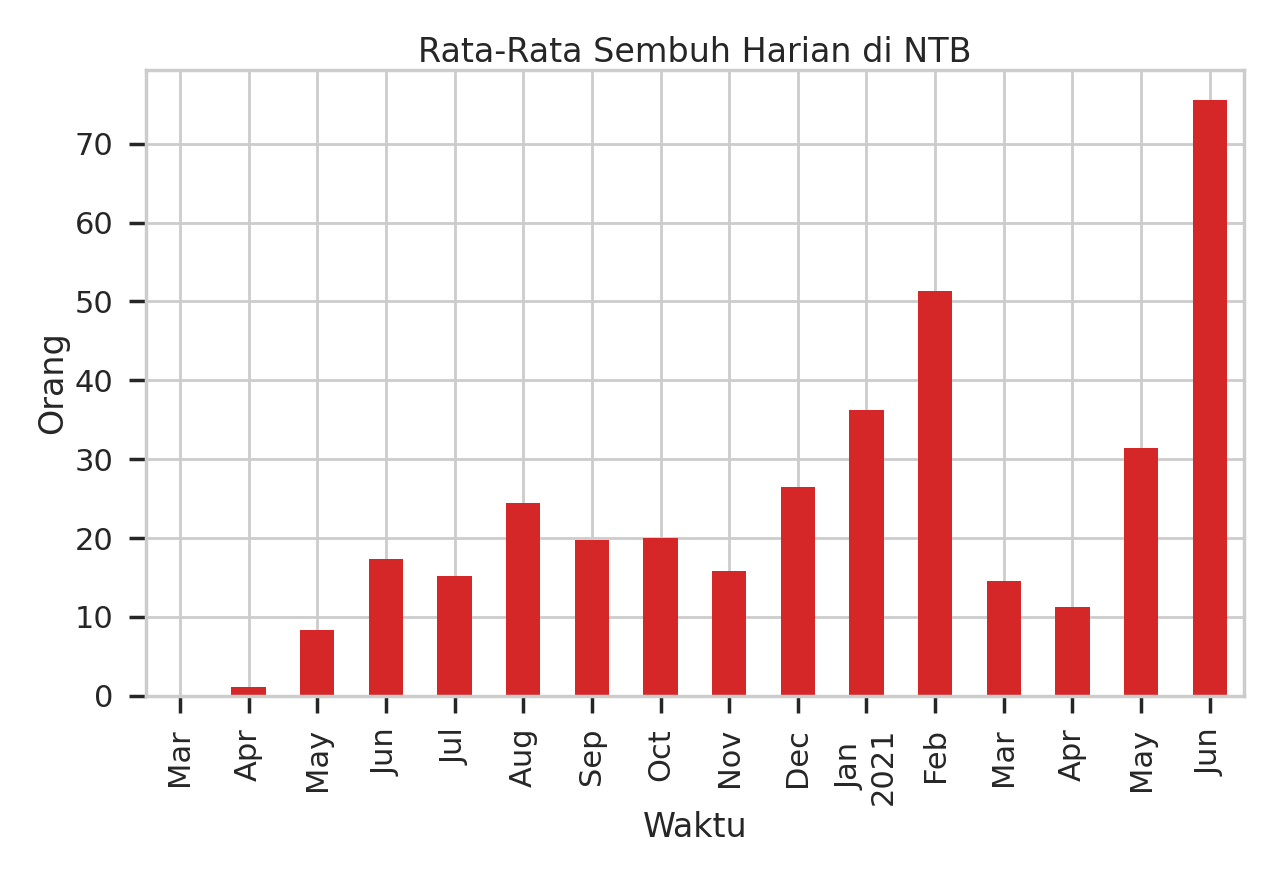 Rata-Rata Sembuh Harian di NTB
70
60
50
40
30
20
10
0
Orang
Mar
Apr
May
Jun
Jul
Aug
Sep
Oct
Nov
Dec
Jan
2021
Feb
Mar
Apr
May
Jun
Waktu